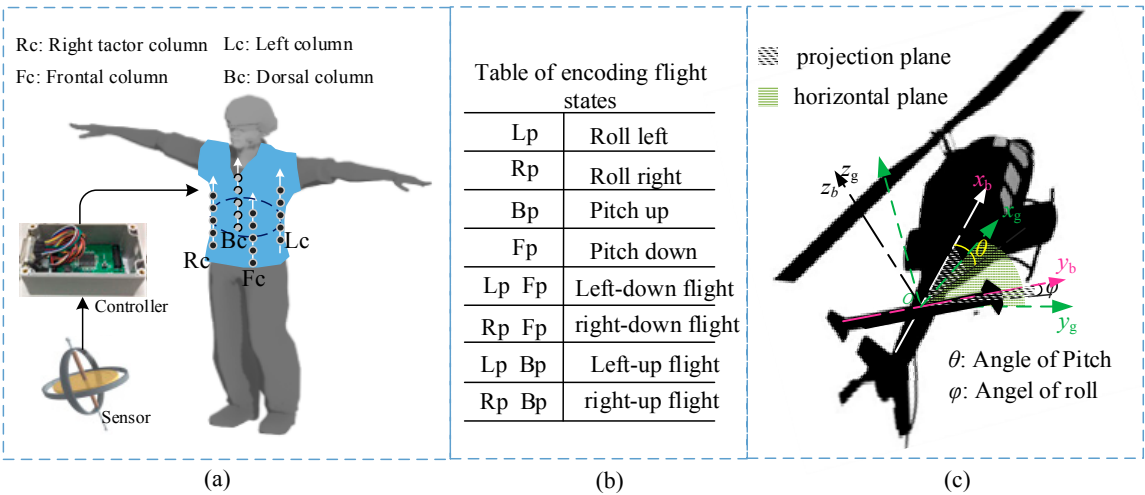 Rc: Right tactor column Lc: Left column
Fc: Frontal column Bc: Dorsal column
Rc
Bc
Fc
Lc
Controller
Sensor
(a)
Table of encoding flight
states
Lp Roll left
Rp Roll right
Bp Pitch up
Fp Pitch down
Lp Fp Left-down flight
Rp Fp right-down flight
Lp Bp Left-up flight
Rp Bp right-up flight
(b)
projection plane
horizontal plane
z_b
z_g
x_b
x_g
θ
y_b
φ
o
y_g
θ: Angle of Pitch
φ: Angel of roll
(c)